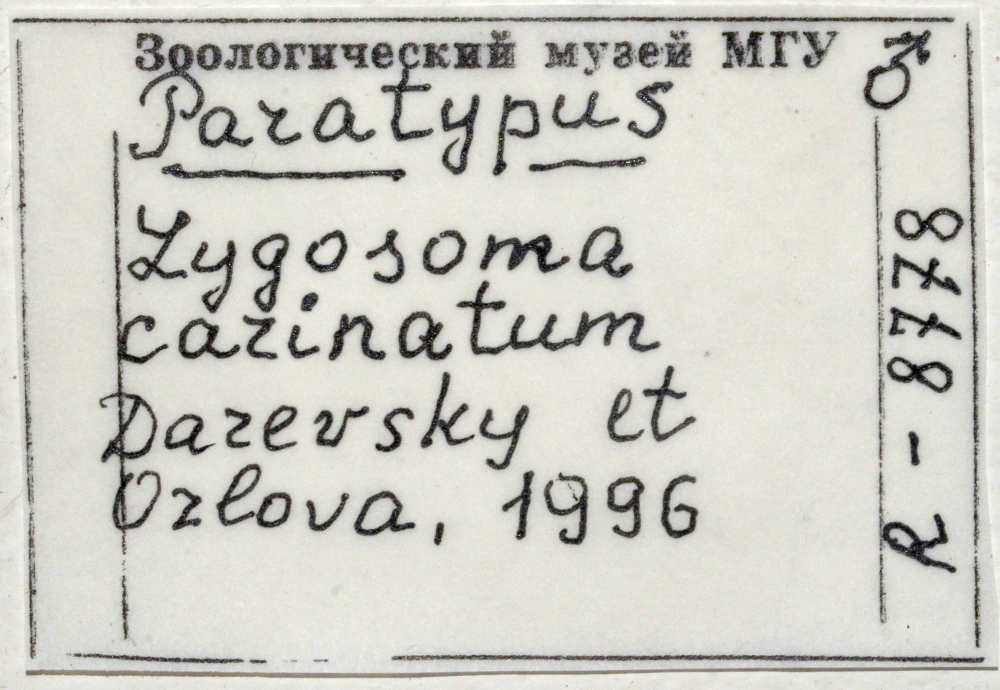 Зоологический музей МГУ
♂
Paratypus
Lygosoma
carinatum
Darevsky et
Orlova, 1996
R-8778